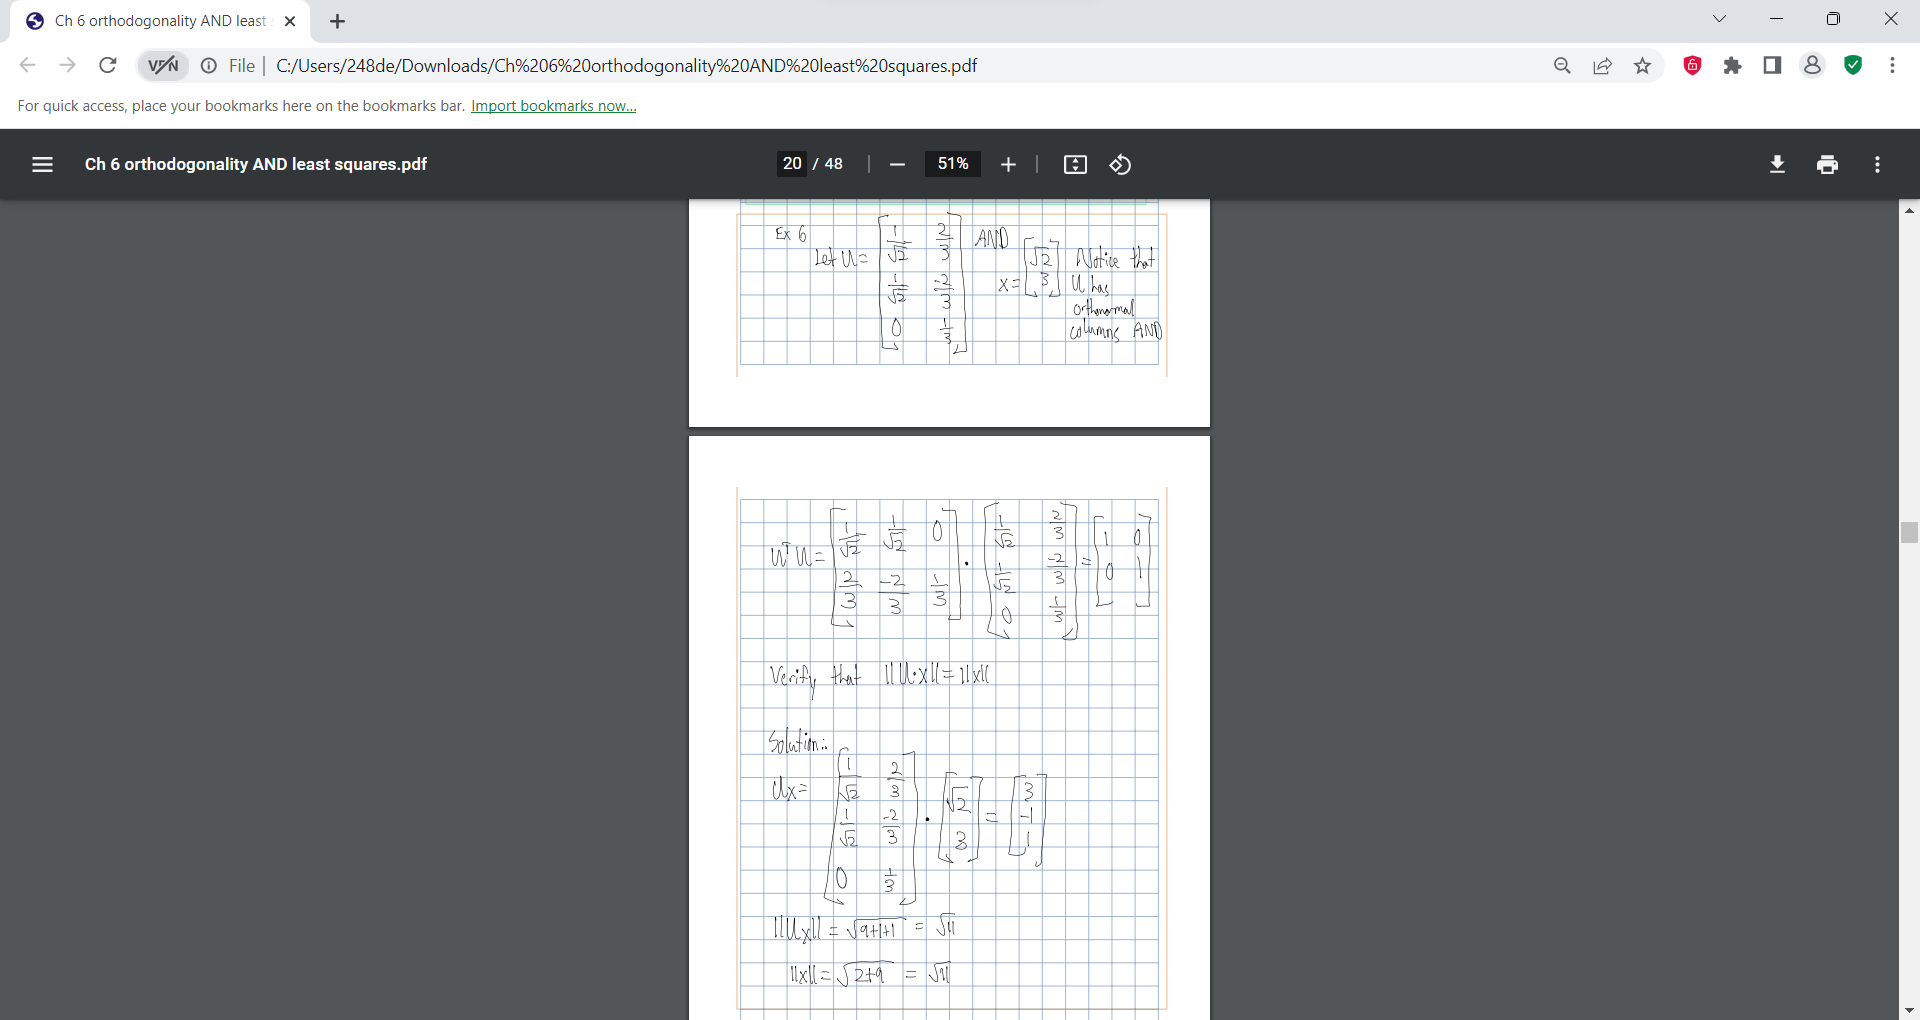 Ch 6 orthodogonality AND least
VPN File C:/Users/248de/Downloads/Ch%206%20orthodogonality%20AND%20least%20squares.pdf
For quick access, place your bookmarks here on the bookmarks bar. Import bookmarks now...
Ch 6 orthodogonality AND least squares.pdf
20 / 48
51%
Ex 6
Let U = [1/√2 2/3; 1/√2 -2/3; 0 1/3] AND x = [√2; 3] Notice that
U has
orthonormal
columns AND
UᵀU = [1/√2 1/√2 0; 2/3 -2/3 1/3] · [1/√2 2/3; 1/√2 -2/3; 0 1/3] = [1 0; 0 1]
Verify that ||U·x|| = ||x||
Solution:
Ux = [1/√2 2/3; 1/√2 -2/3; 0 1/3] · [√2; 3] = [3; -1; 1]
||Ux|| = √9+1+1 = √11
||x|| = √2+9 = √11